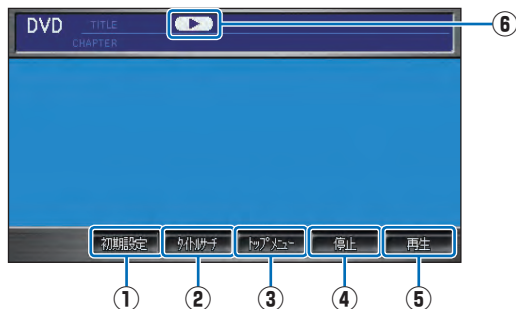 DVD TITLE
CHAPTER
⑥
初期設定 ﾀｲﾄﾙｻｰﾁ ﾄｯﾌﾟﾒﾆｭｰ 停止 再生
① ② ③ ④ ⑤